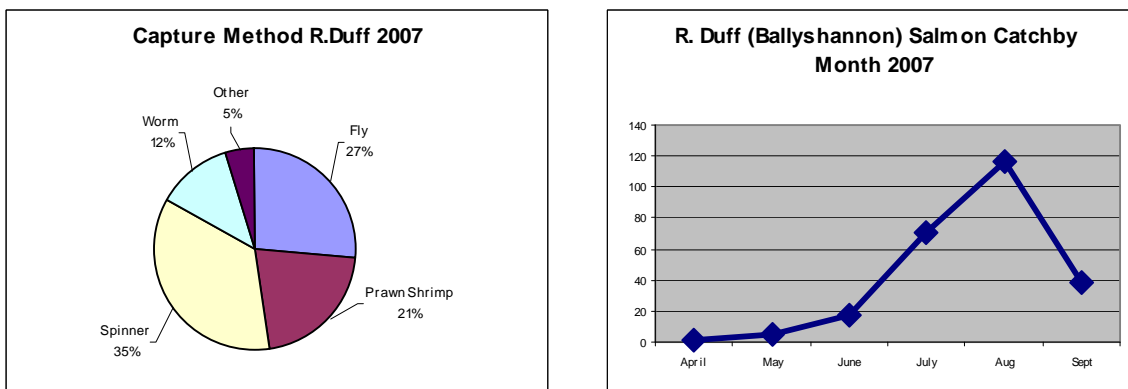 Capture Method R.Duff 2007
Other
5%
Worm
12%
Fly
27%
Prawn Shrimp
21%
Spinner
35%
R. Duff (Ballyshannon) Salmon Catchby
Month 2007
140
120
100
80
60
40
20
0
April
May
June
July
Aug
Sept